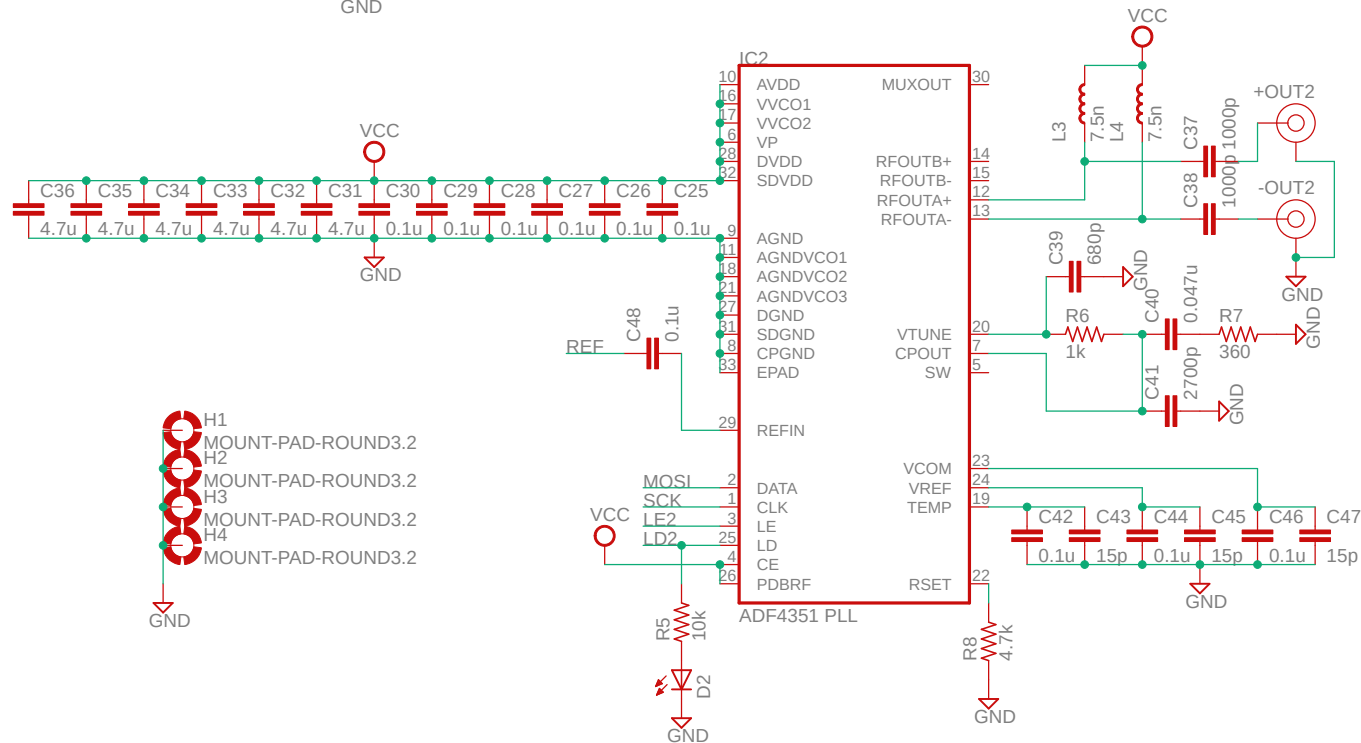 GND
VCC
IC2
10 AVDD MUXOUT 30
16 VVCO1
17 VVCO2
6 VP
28 DVDD RFOUTB+ 14
32 SDVDD RFOUTB- 15
RFOUTA+ 12
RFOUTA- 13
L3 7.5n L4 7.5n
C37 1000p +OUT2
C38 1000p -OUT2
GND
VCC
C36 C35 C34 C33 C32 C31 C30 C29 C28 C27 C26 C25
4.7u 4.7u 4.7u 4.7u 4.7u 4.7u 0.1u 0.1u 0.1u 0.1u 0.1u 0.1u
GND
9 AGND
11 AGNDVCO1
18 AGNDVCO2
21 AGNDVCO3
27 DGND
31 SDGND VTUNE 20
8 CPGND CPOUT 7
33 EPAD SW 5
C39 680p GND
R6 1k
C40 0.047u
R7 360 GND
C41 2700p GND
REF C48 0.1u
29 REFIN
H1
MOUNT-PAD-ROUND3.2
H2
MOUNT-PAD-ROUND3.2
H3
MOUNT-PAD-ROUND3.2
H4
MOUNT-PAD-ROUND3.2
GND
VCOM 23
MOSI 2 DATA VREF 24
SCK 1 CLK TEMP 19
LE2 3 LE
LD2 25 LD
VCC 4 CE
26 PDBRF RSET 22
ADF4351 PLL
C42 C43 C44 C45 C46 C47
0.1u 15p 0.1u 15p 0.1u 15p
GND
R5 10k
D2
GND
R8 4.7k
GND